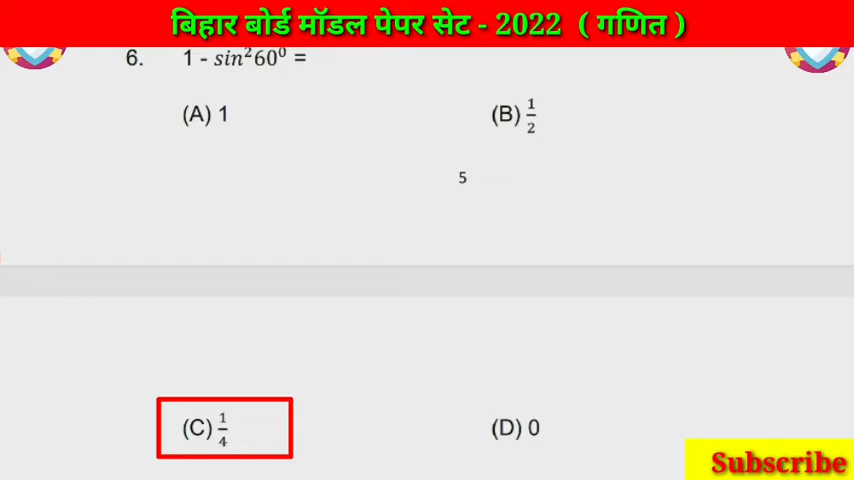 बिहार बोर्ड मॉडल पेपर सेट - 2022 ( गणित )
6. 1 - sin²60⁰ =
(A) 1 (B) 1/2
5
(C) 1/4 (D) 0
Subscribe